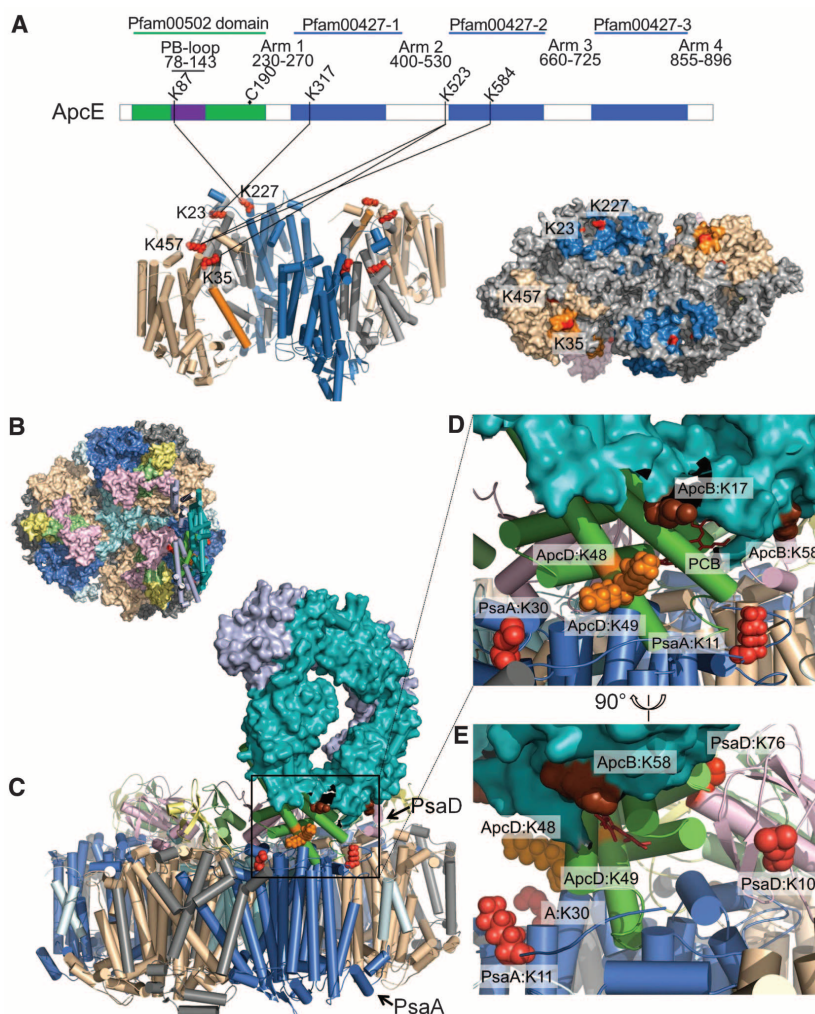 A
Pfam00502 domain
Pfam00427-1
Pfam00427-2
Pfam00427-3
PB-loop
78-143
Arm 1
230-270
Arm 2
400-530
Arm 3
660-725
Arm 4
855-896
K87
C190
K317
K523
K584
ApcE
K227
K23
K457
K35
K227
K23
K457
K35
B
C
PsaD
PsaA
D
ApcB:K17
ApcD:K48
ApcB:K58
PCB
PsaA:K30
ApcD:K49
PsaA:K11
90°
E
ApcB:K58
PsaD:K76
ApcD:K48
ApcD:K49
PsaD:K10
A:K30
PsaA:K11